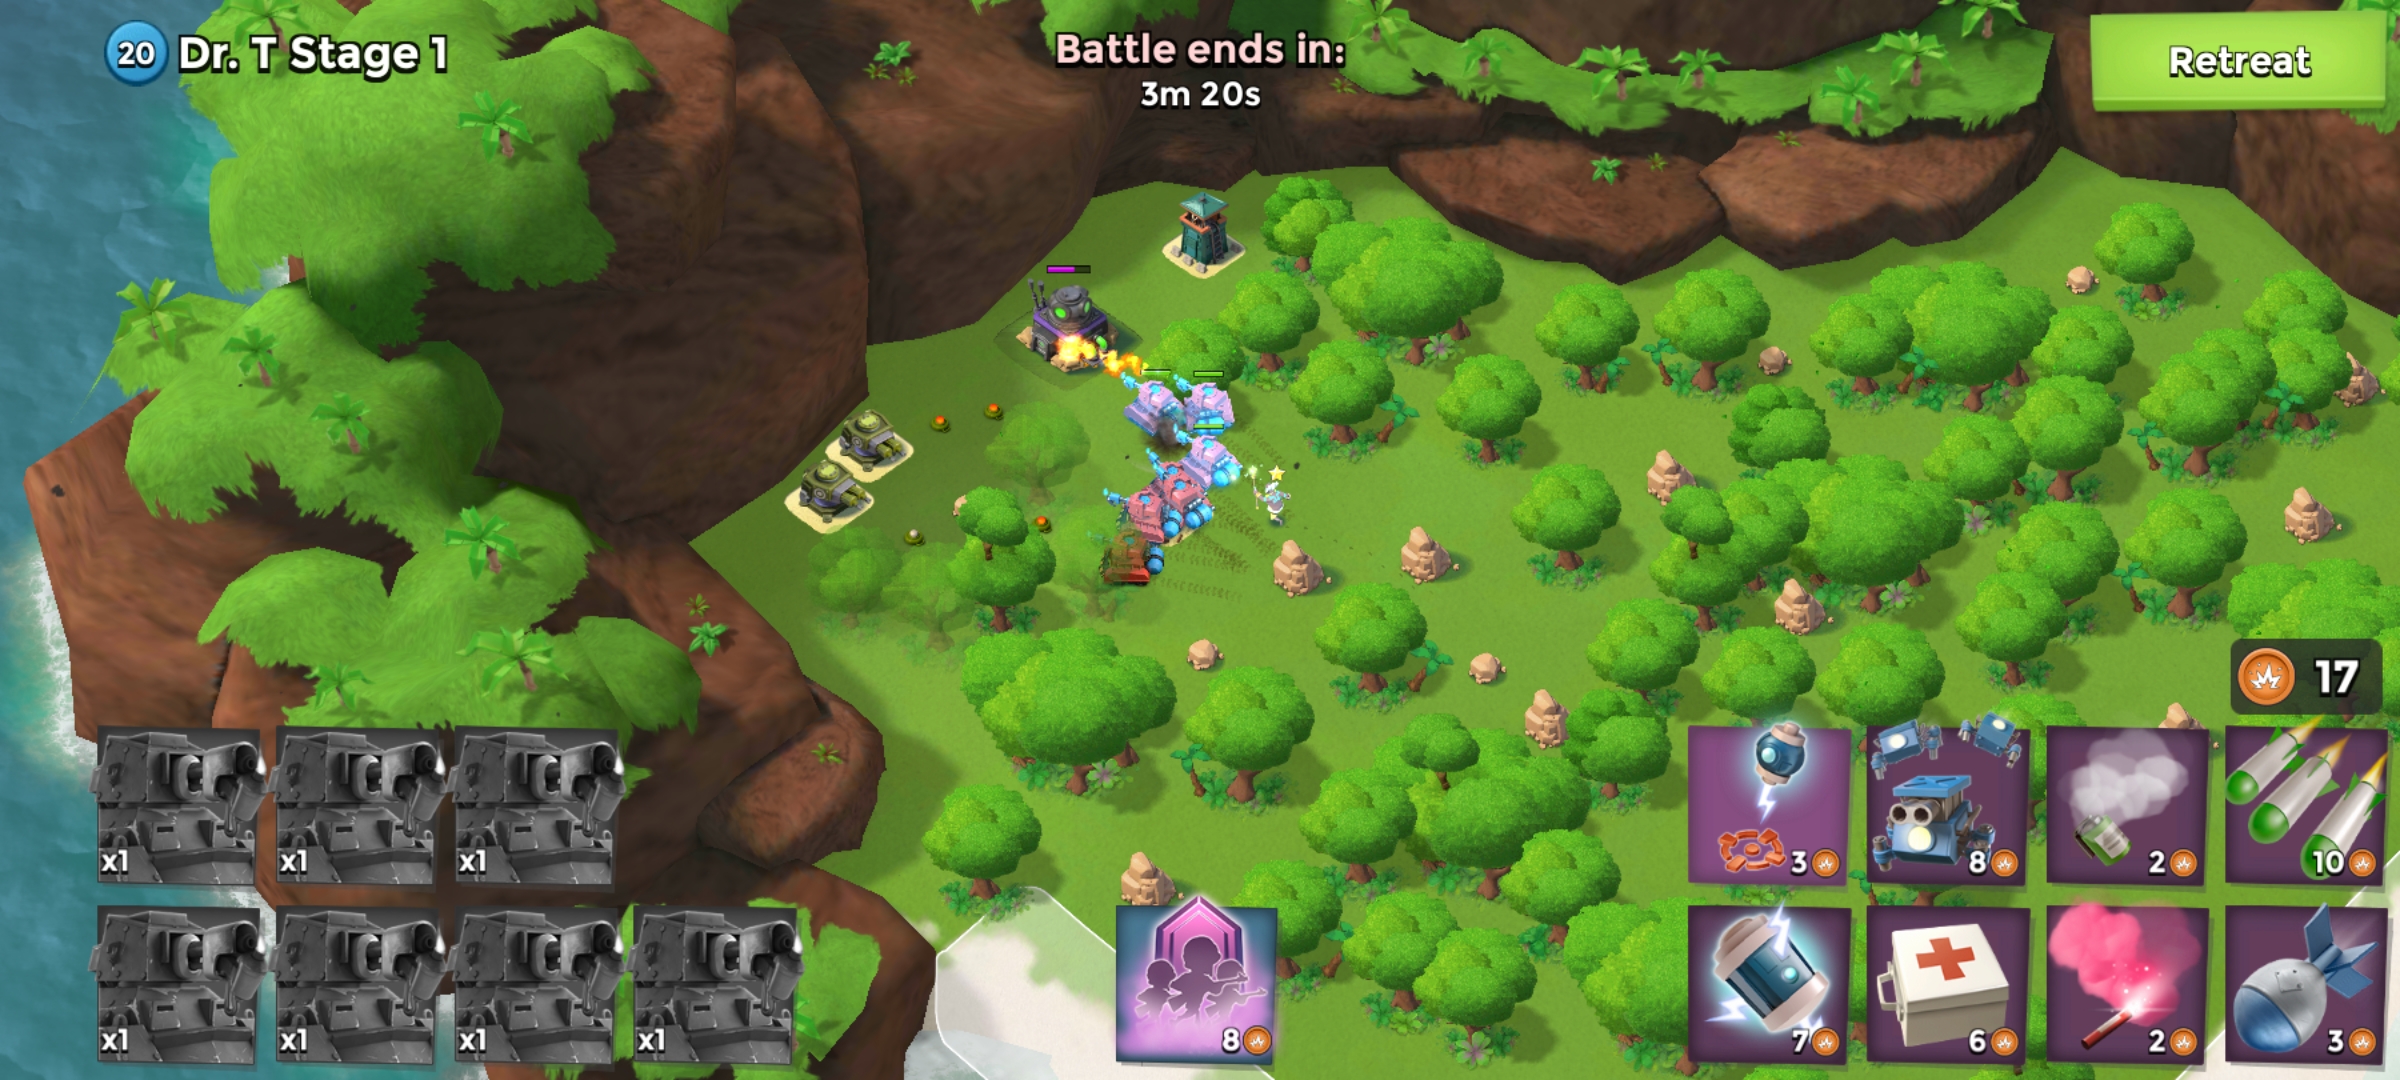 20 Dr. T Stage 1
Battle ends in:
3m 20s
Retreat
17
x1
x1
x1
3
8
2
10
x1
x1
x1
x1
8
7
6
2
3